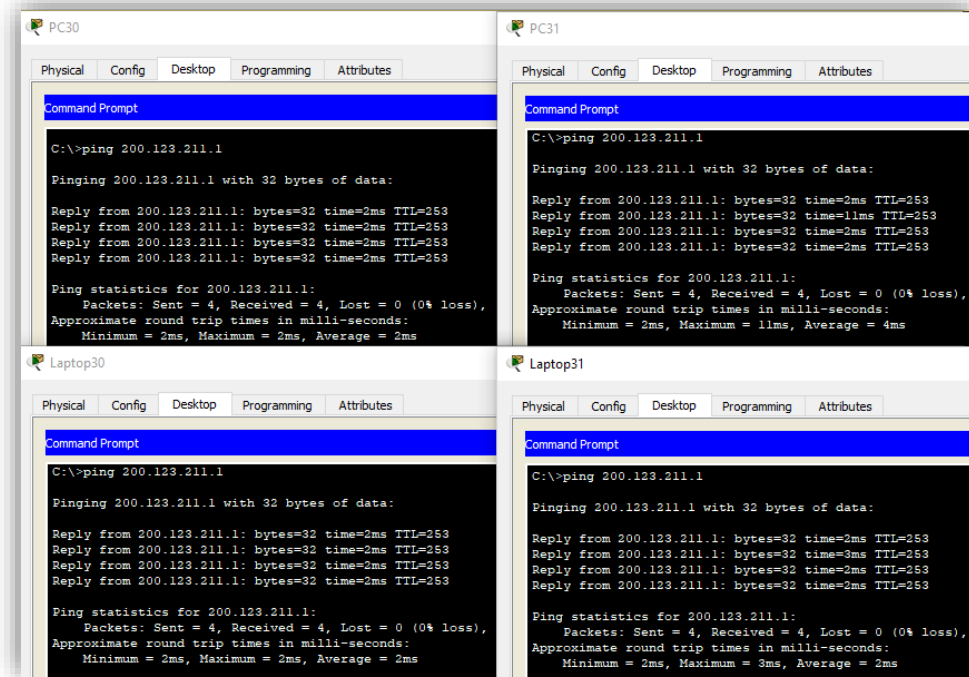 PC30
Physical Config Desktop Programming Attributes
Command Prompt
C:\>ping 200.123.211.1
Pinging 200.123.211.1 with 32 bytes of data:
Reply from 200.123.211.1: bytes=32 time=2ms TTL=253
Reply from 200.123.211.1: bytes=32 time=2ms TTL=253
Reply from 200.123.211.1: bytes=32 time=2ms TTL=253
Reply from 200.123.211.1: bytes=32 time=2ms TTL=253
Ping statistics for 200.123.211.1:
Packets: Sent = 4, Received = 4, Lost = 0 (0% loss),
Approximate round trip times in milli-seconds:
Minimum = 2ms, Maximum = 2ms, Average = 2ms
PC31
Physical Config Desktop Programming Attributes
Command Prompt
C:\>ping 200.123.211.1
Pinging 200.123.211.1 with 32 bytes of data:
Reply from 200.123.211.1: bytes=32 time=2ms TTL=253
Reply from 200.123.211.1: bytes=32 time=11ms TTL=253
Reply from 200.123.211.1: bytes=32 time=2ms TTL=253
Reply from 200.123.211.1: bytes=32 time=2ms TTL=253
Ping statistics for 200.123.211.1:
Packets: Sent = 4, Received = 4, Lost = 0 (0% loss),
Approximate round trip times in milli-seconds:
Minimum = 2ms, Maximum = 11ms, Average = 4ms
Laptop30
Physical Config Desktop Programming Attributes
Command Prompt
C:\>ping 200.123.211.1
Pinging 200.123.211.1 with 32 bytes of data:
Reply from 200.123.211.1: bytes=32 time=2ms TTL=253
Reply from 200.123.211.1: bytes=32 time=2ms TTL=253
Reply from 200.123.211.1: bytes=32 time=2ms TTL=253
Reply from 200.123.211.1: bytes=32 time=2ms TTL=253
Ping statistics for 200.123.211.1:
Packets: Sent = 4, Received = 4, Lost = 0 (0% loss),
Approximate round trip times in milli-seconds:
Minimum = 2ms, Maximum = 2ms, Average = 2ms
Laptop31
Physical Config Desktop Programming Attributes
Command Prompt
C:\>ping 200.123.211.1
Pinging 200.123.211.1 with 32 bytes of data:
Reply from 200.123.211.1: bytes=32 time=2ms TTL=253
Reply from 200.123.211.1: bytes=32 time=3ms TTL=253
Reply from 200.123.211.1: bytes=32 time=2ms TTL=253
Reply from 200.123.211.1: bytes=32 time=2ms TTL=253
Ping statistics for 200.123.211.1:
Packets: Sent = 4, Received = 4, Lost = 0 (0% loss),
Approximate round trip times in milli-seconds:
Minimum = 2ms, Maximum = 3ms, Average = 2ms